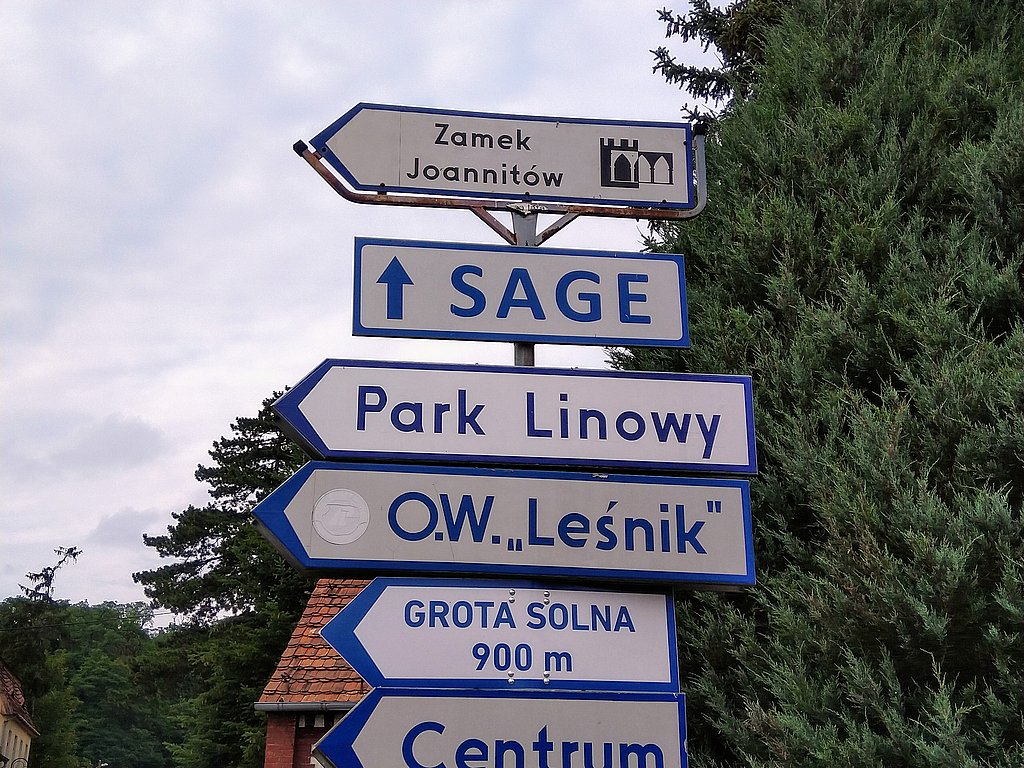 Zamek
Joannitów
SAGE
Park Linowy
O.W. „Leśnik"
GROTA SOLNA
900 m
Centrum